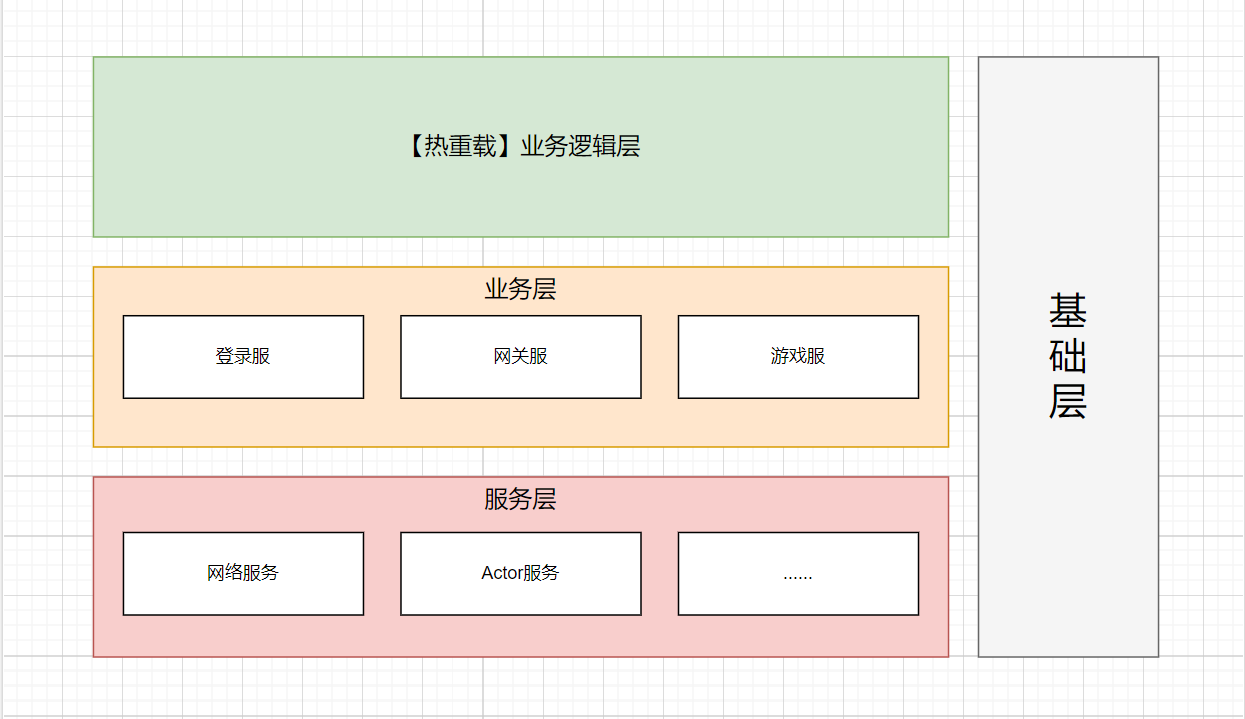 【热重载】业务逻辑层
业务层
登录服
网关服
游戏服
服务层
网络服务
Actor服务
......
基
础
层